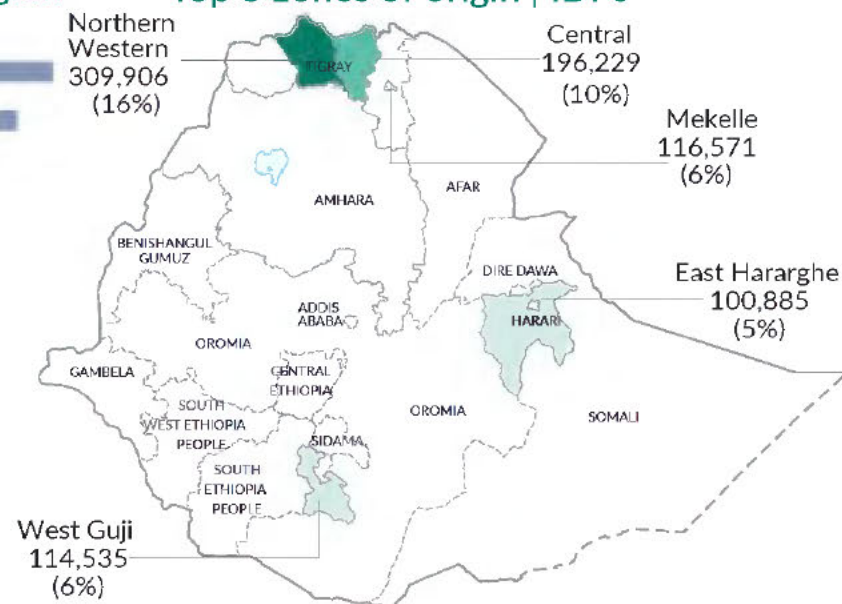 Northern
Western
309,906
(16%)
Central
196,229
(10%)
Mekelle
116,571
(6%)
TIGRAY
AMHARA
AFAR
BENISHANGUL
GUMUZ
DIRE DAWA
East Hararghe
100,885
(5%)
HARARI
ADDIS
ABABA
OROMIA
GAMBELA
CENTRAL
ETHIOPIA
SOUTH
WEST ETHIOPIA
PEOPLE
OROMIA
SOMALI
SIDAMA
SOUTH
ETHIOPIA
PEOPLE
West Guji
114,535
(6%)